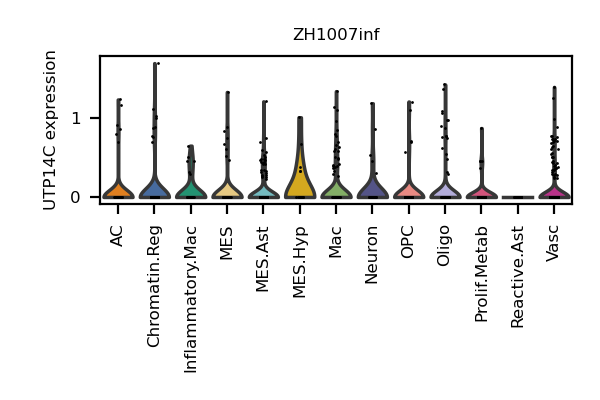 ZH1007inf
UTP14C expression
1
0
AC
Chromatin.Reg
Inflammatory.Mac
MES
MES.Ast
MES.Hyp
Mac
Neuron
OPC
Oligo
Prolif.Metab
Reactive.Ast
Vasc